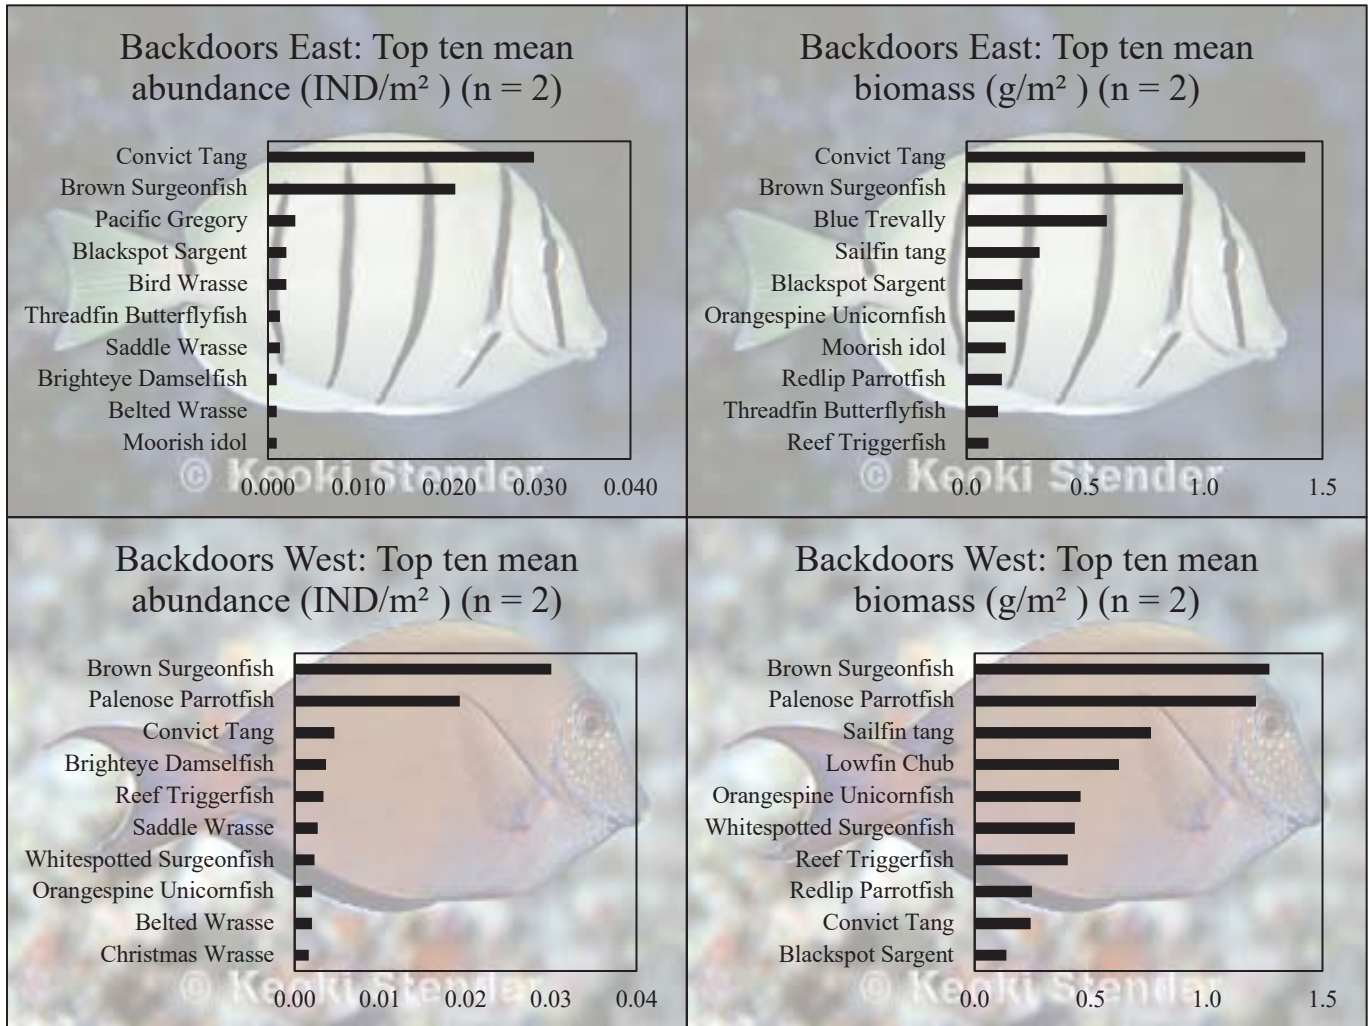 Backdoors East: Top ten mean
abundance (IND/m² ) (n = 2)
Convict Tang
Brown Surgeonfish
Pacific Gregory
Blackspot Sargent
Bird Wrasse
Threadfin Butterflyfish
Saddle Wrasse
Brighteye Damselfish
Belted Wrasse
Moorish idol
© Keoki Stender
0.000 0.010 0.020 0.030 0.040
Backdoors East: Top ten mean
biomass (g/m² ) (n = 2)
Convict Tang
Brown Surgeonfish
Blue Trevally
Sailfin tang
Blackspot Sargent
Orangespine Unicornfish
Moorish idol
Redlip Parrotfish
Threadfin Butterflyfish
Reef Triggerfish
© Keoki Stender
0.0 0.5 1.0 1.5
Backdoors West: Top ten mean
abundance (IND/m² ) (n = 2)
Brown Surgeonfish
Palenose Parrotfish
Convict Tang
Brighteye Damselfish
Reef Triggerfish
Saddle Wrasse
Whitespotted Surgeonfish
Orangespine Unicornfish
Belted Wrasse
Christmas Wrasse
© Keoki Stender
0.00 0.01 0.02 0.03 0.04
Backdoors West: Top ten mean
biomass (g/m² ) (n = 2)
Brown Surgeonfish
Palenose Parrotfish
Sailfin tang
Lowfin Chub
Orangespine Unicornfish
Whitespotted Surgeonfish
Reef Triggerfish
Redlip Parrotfish
Convict Tang
Blackspot Sargent
© Keoki Stender
0.0 0.5 1.0 1.5